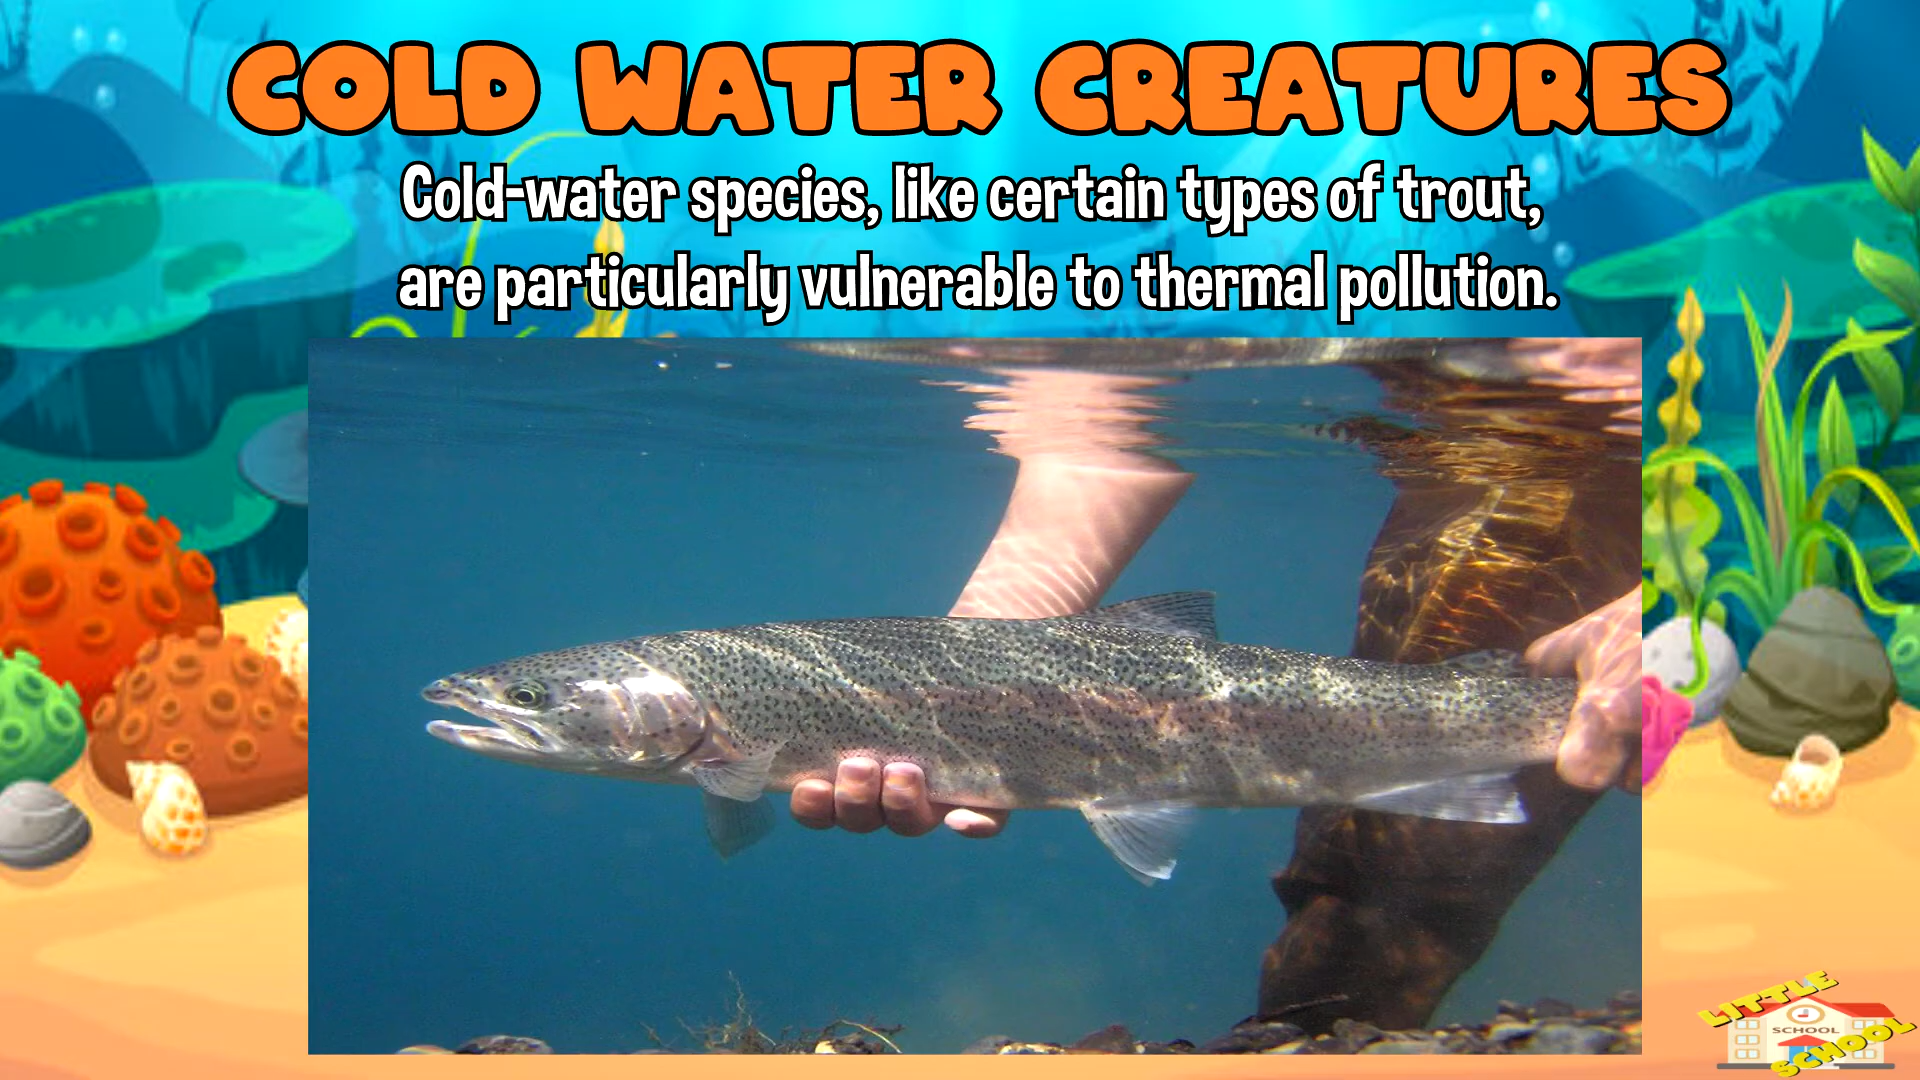 COLD WATER CREATURES
Cold-water species, like certain types of trout,
are particularly vulnerable to thermal pollution.
LITTLE
SCHOOL
SCHOOL